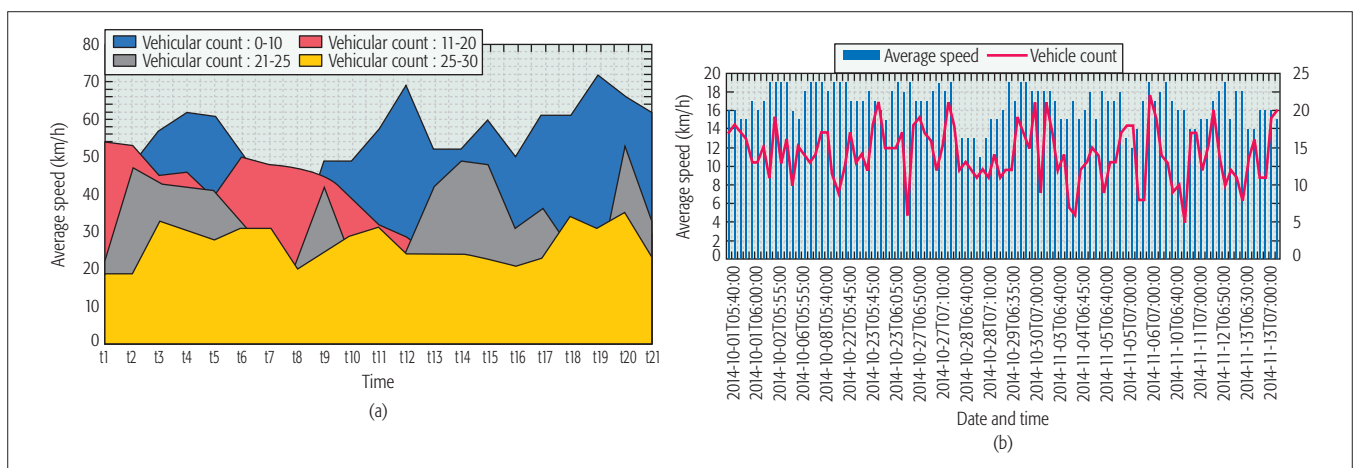 Vehicular count : 0-10
Vehicular count : 11-20
Vehicular count : 21-25
Vehicular count : 25-30
Average speed (km/h)
80
70
60
50
40
30
20
10
0
t1 t2 t3 t4 t5 t6 t7 t8 t9 t10 t11 t12 t13 t14 t15 t16 t17 t18 t19 t20 t21
Time
(a)
Average speed
Vehicle count
Average speed (km/h)
20
18
16
14
12
10
8
6
4
2
0
25
20
15
10
5
0
2014-10-01T05:40:00
2014-10-01T06:00:00
2014-10-02T05:55:00
2014-10-06T55:55:00
2014-10-08T05:40:00
2014-10-22T05:45:00
2014-10-23T05:45:00
2014-10-23T06:05:00
2014-10-27T06:50:00
2014-10-27T07:10:00
2014-10-28T06:40:00
2014-10-28T07:10:00
2014-10-29T06:35:00
2014-10-30T07:00:00
2014-11-03T6:40:00
2014-11-04T06:45:00
2014-11-05T06:40:00
2014-11-05T07:00:00
2014-11-06T07:00:00
2014-11-10T06:40:00
2014-11-11T07:00:00
2014-11-12T06:50:00
2014-11-13T06:30:00
2014-11-13T07:00:00
Date and time
(b)